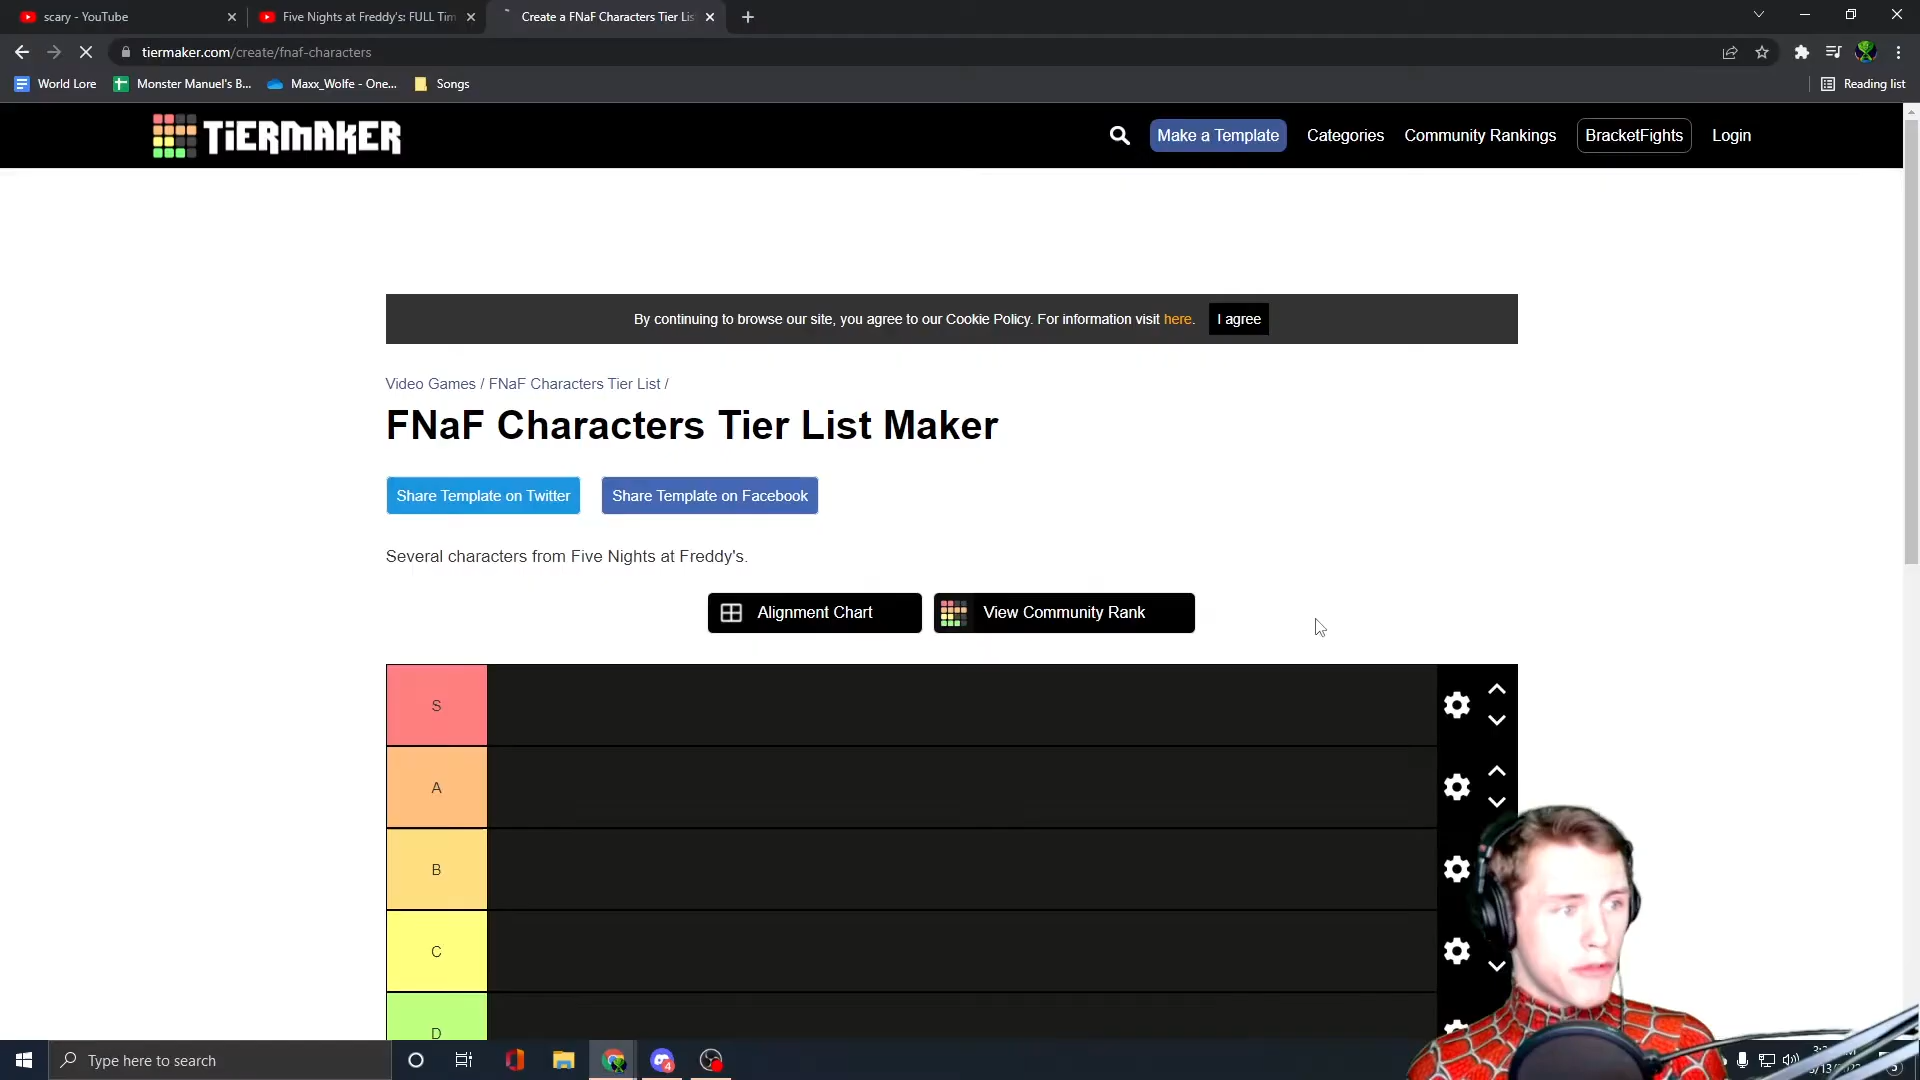 scary - YouTube
Five Nights at Freddy's: FULL Tim
Create a FNaF Characters Tier Lis
tiermaker.com/create/fnaf-characters
World Lore
Monster Manuel's B...
Maxx_Wolfe - One...
Songs
Reading list
TiERMAKER
Make a Template
Categories
Community Rankings
BracketFights
Login
By continuing to browse our site, you agree to our Cookie Policy. For information visit here.
I agree
Video Games / FNaF Characters Tier List /
FNaF Characters Tier List Maker
Share Template on Twitter
Share Template on Facebook
Several characters from Five Nights at Freddy's.
Alignment Chart
View Community Rank
S
A
B
C
D
Type here to search
4
5